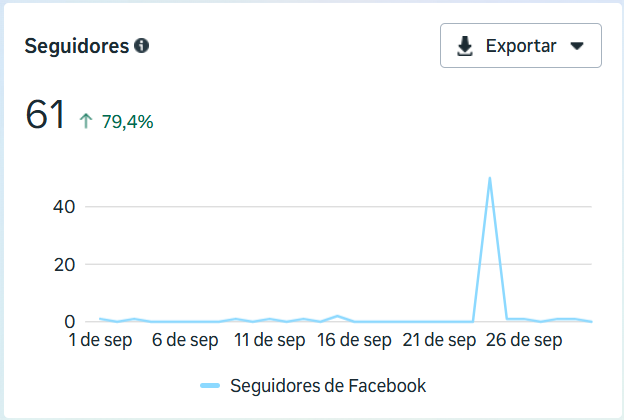 Seguidores
Exportar
61 ↑ 79,4%
40
20
0
1 de sep 6 de sep 11 de sep 16 de sep 21 de sep 26 de sep
Seguidores de Facebook